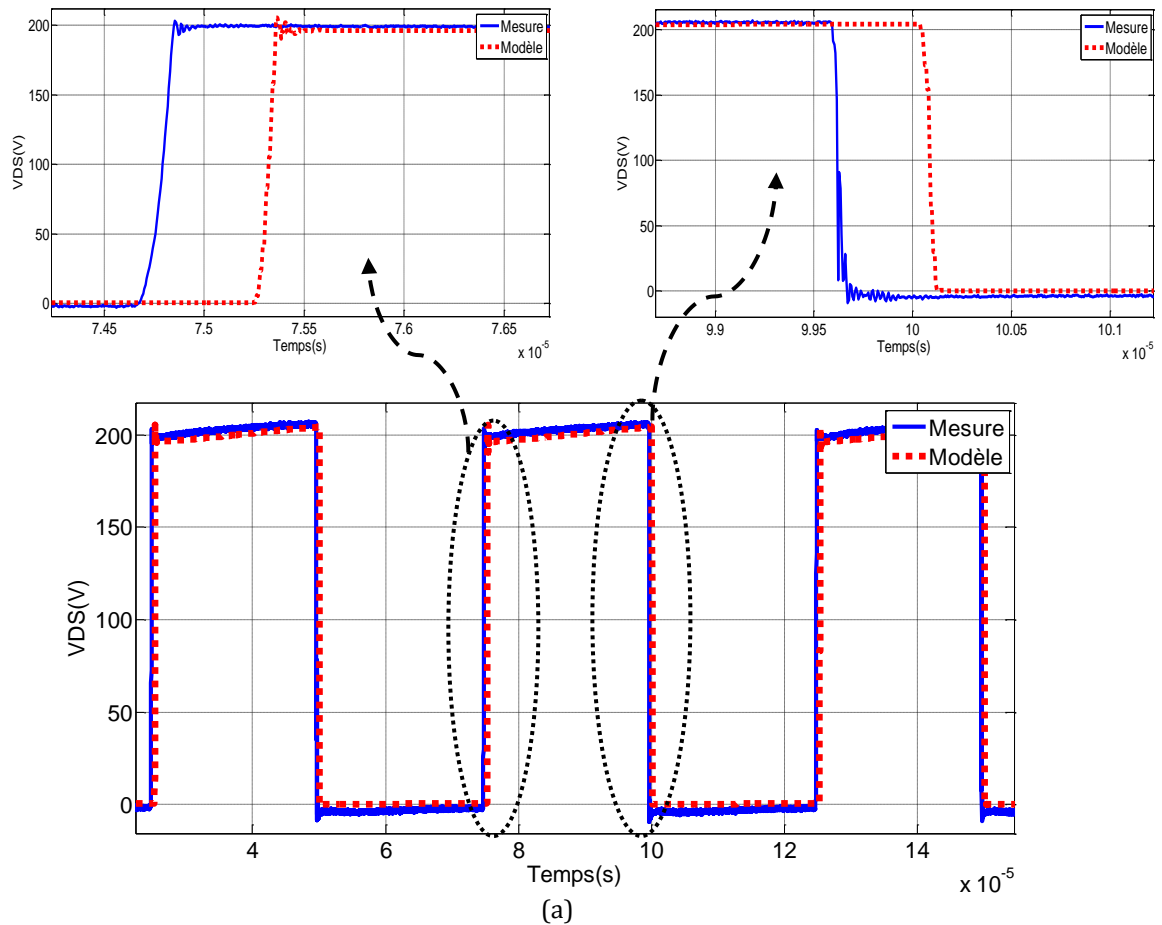 200
150
100
50
0
VDS(V)
Mesure
Modèle
7.45
7.5
7.55
7.6
7.65
Temps(s)
x 10⁻⁵
200
150
100
50
0
VDS(V)
Mesure
Modèle
9.9
9.95
10
10.05
10.1
Temps(s)
x 10⁻⁵
200
150
100
50
0
VDS(V)
Mesure
Modèle
4
6
8
10
12
14
Temps(s)
x 10⁻⁵
(a)